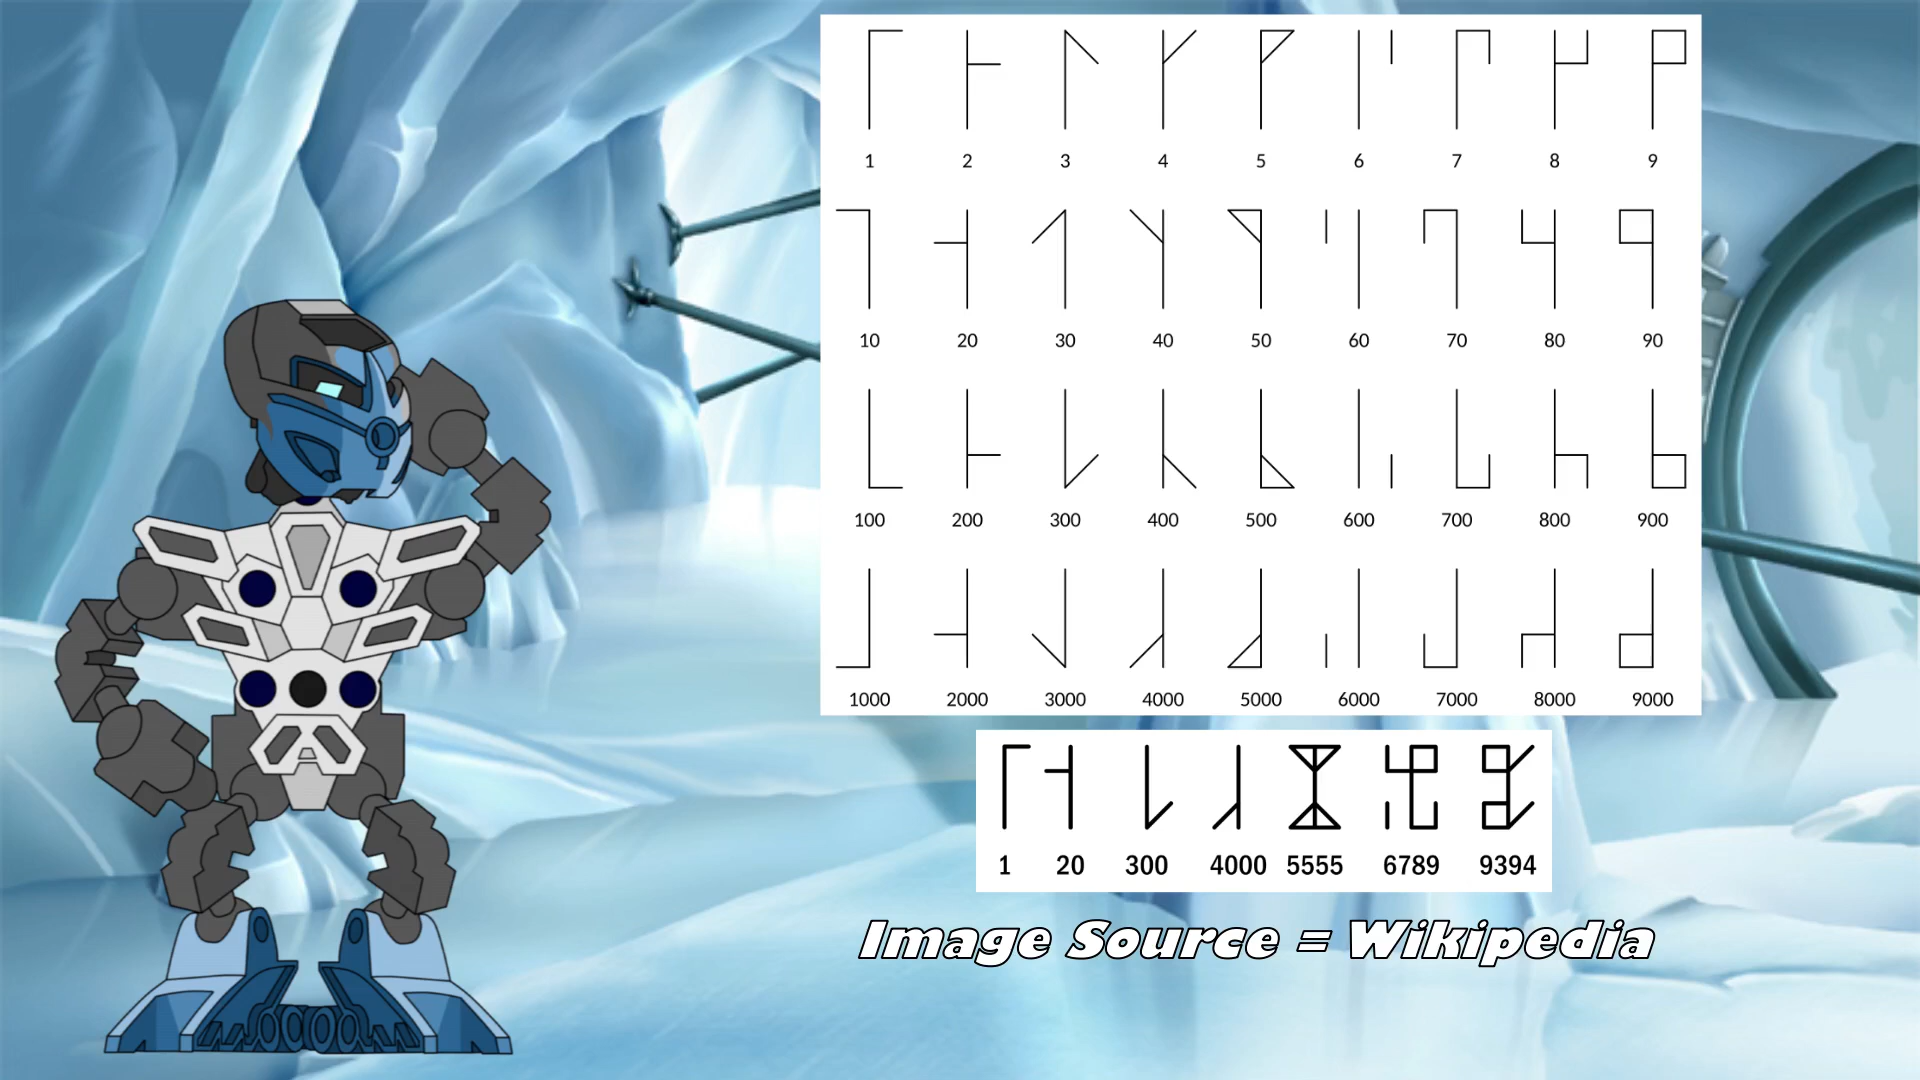 1 2 3 4 5 6 7 8 9
10 20 30 40 50 60 70 80 90
100 200 300 400 500 600 700 800 900
1000 2000 3000 4000 5000 6000 7000 8000 9000
1 20 300 4000 5555 6789 9394
Image Source = Wikipedia